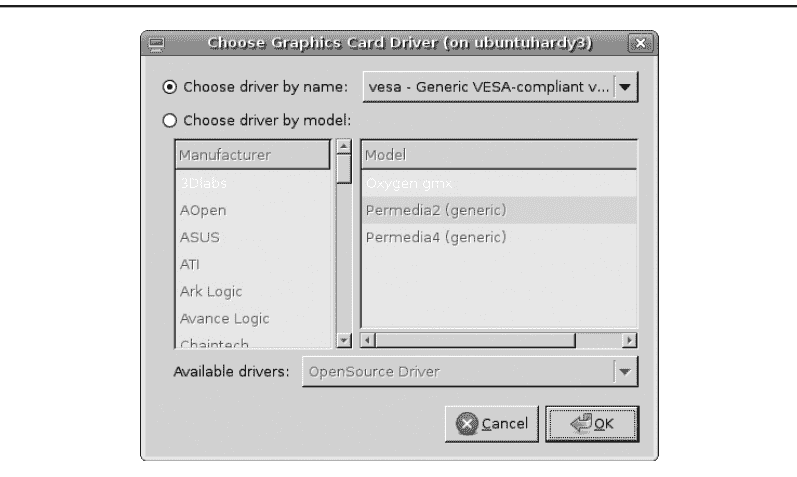 Choose Graphics Card Driver (on ubuntuhardy3)
Choose driver by name: vesa - Generic VESA-compliant v...
Choose driver by model:
Manufacturer
3Dlabs
AOpen
ASUS
ATI
Ark Logic
Avance Logic
Chaintech
Model
Oxygen gmx
Permedia2 (generic)
Permedia4 (generic)
Available drivers: OpenSource Driver
Cancel
OK